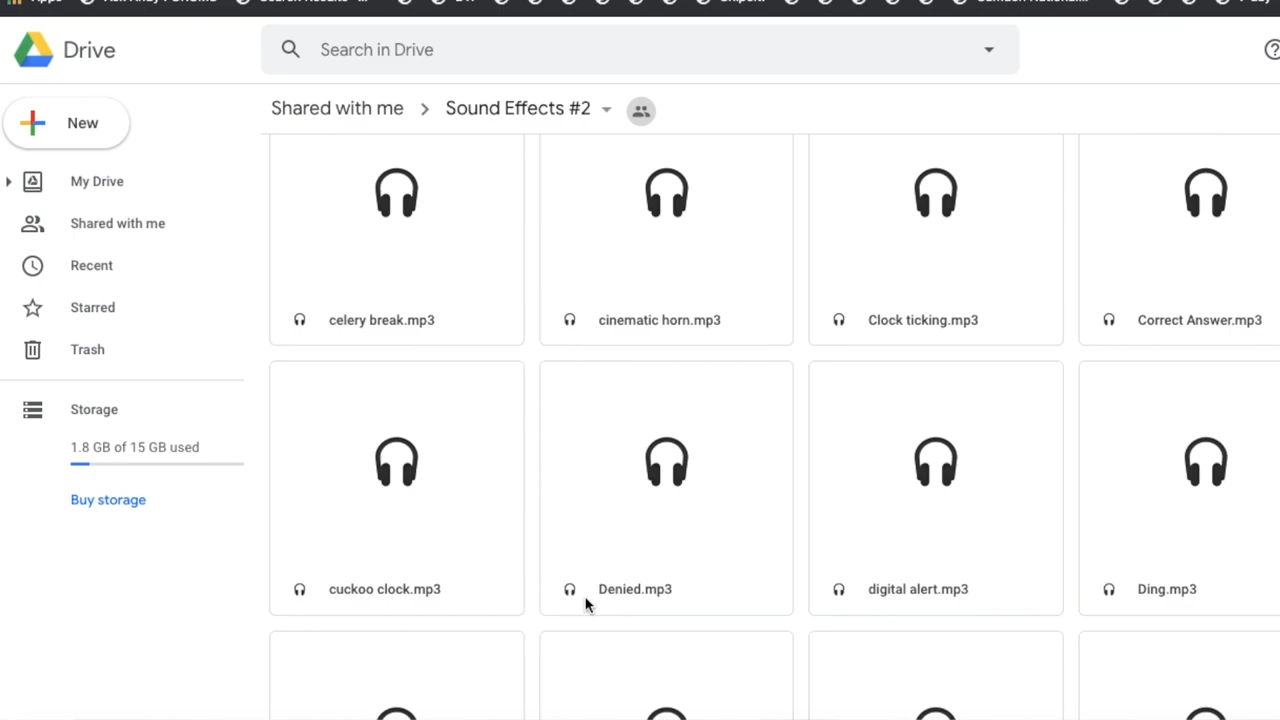 Drive
Search in Drive
New
My Drive
Shared with me
Recent
Starred
Trash
Storage
1.8 GB of 15 GB used
Buy storage
Shared with me > Sound Effects #2
celery break.mp3
cinematic horn.mp3
Clock ticking.mp3
Correct Answer.mp3
cuckoo clock.mp3
Denied.mp3
digital alert.mp3
Ding.mp3